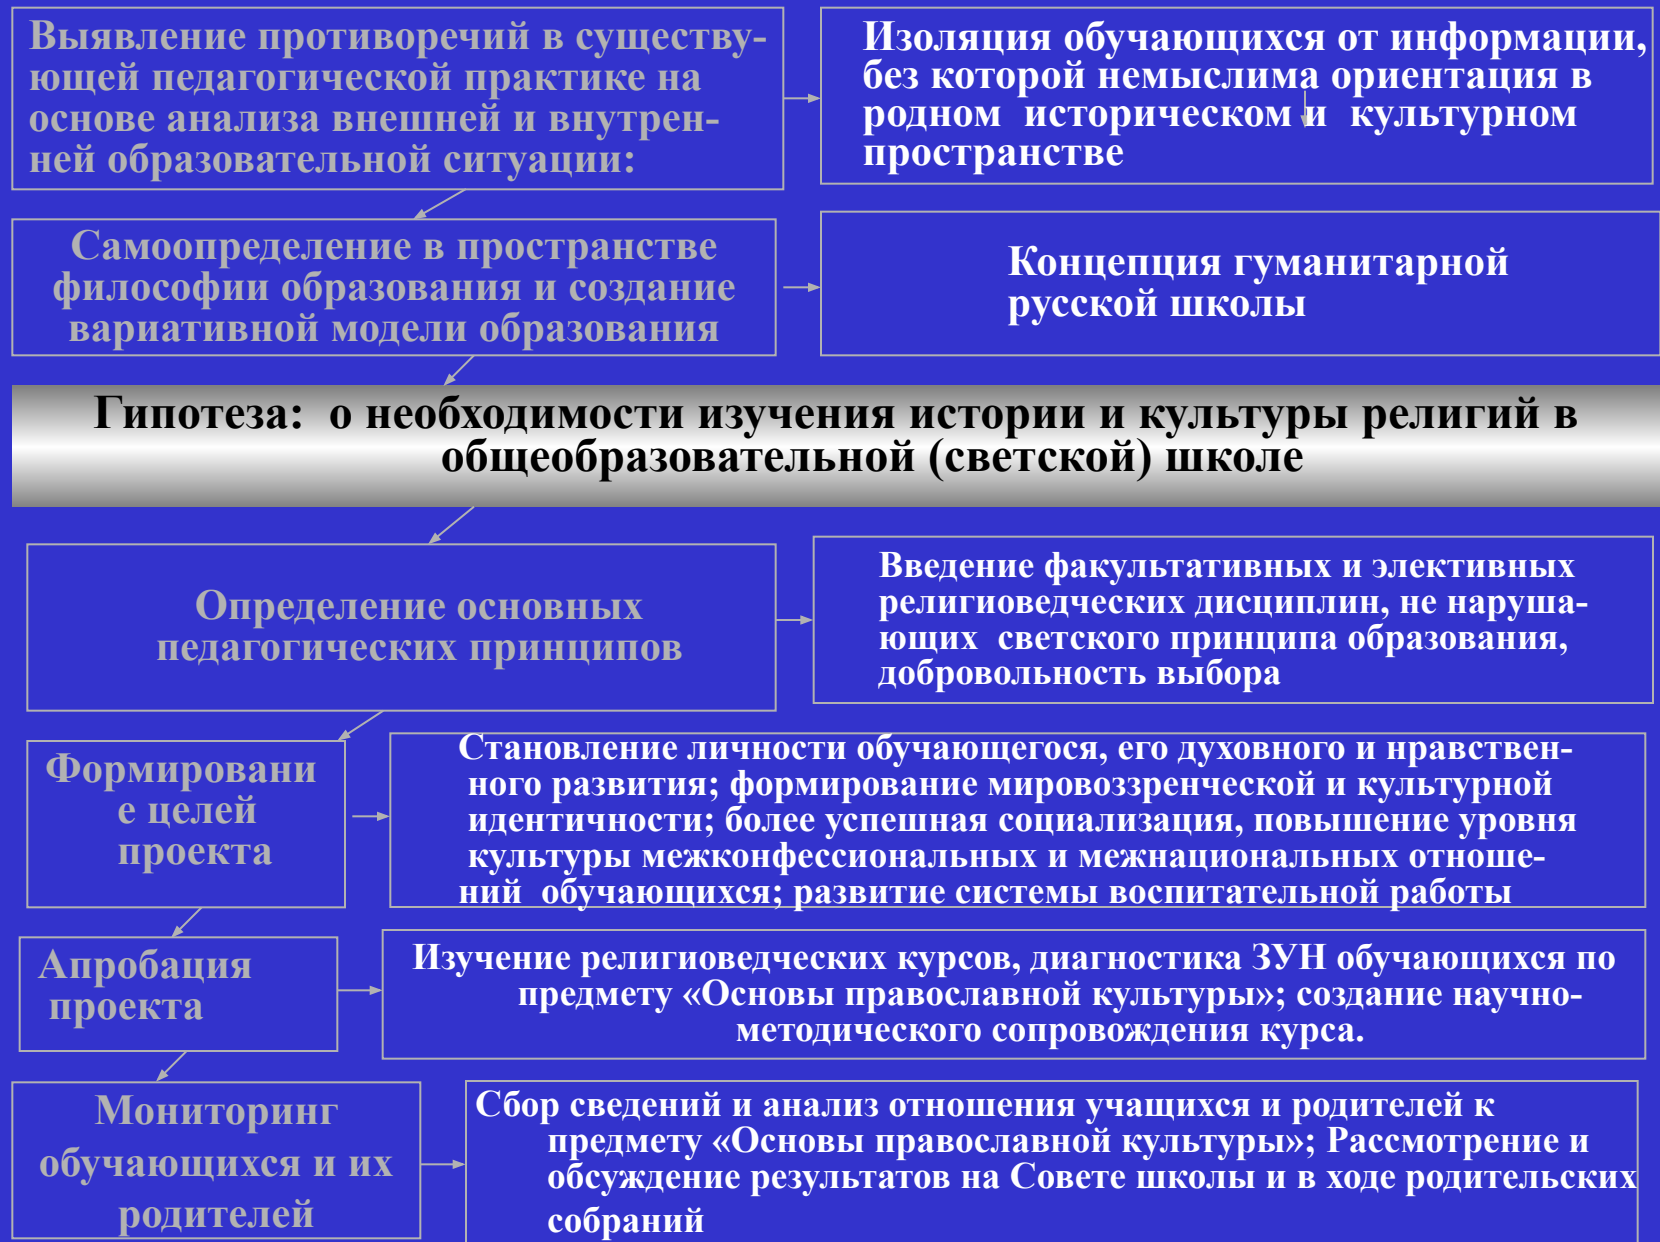 Выявление противоречий в существу-
ющей педагогической практике на
основе анализа внешней и внутрен-
ней образовательной ситуации:
Изоляция обучающихся от информации,
без которой немыслима ориентация в
родном историческом и культурном
пространстве
Самоопределение в пространстве
философии образования и создание
вариативной модели образования
Концепция гуманитарной
русской школы
Гипотеза: о необходимости изучения истории и культуры религий в
общеобразовательной (светской) школе
Определение основных
педагогических принципов
Введение факультативных и элективных
религиоведческих дисциплин, не наруша-
ющих светского принципа образования,
добровольность выбора
Формировани
е целей
проекта
Становление личности обучающегося, его духовного и нравствен-
ного развития; формирование мировоззренческой и культурной
идентичности; более успешная социализация, повышение уровня
культуры межконфессиональных и межнациональных отноше-
ний обучающихся; развитие системы воспитательной работы
Апробация
проекта
Изучение религиоведческих курсов, диагностика ЗУН обучающихся по
предмету «Основы православной культуры»; создание научно-
методического сопровождения курса.
Мониторинг
обучающихся и их
родителей
Сбор сведений и анализ отношения учащихся и родителей к
предмету «Основы православной культуры»; Рассмотрение и
обсуждение результатов на Совете школы и в ходе родительских
собраний